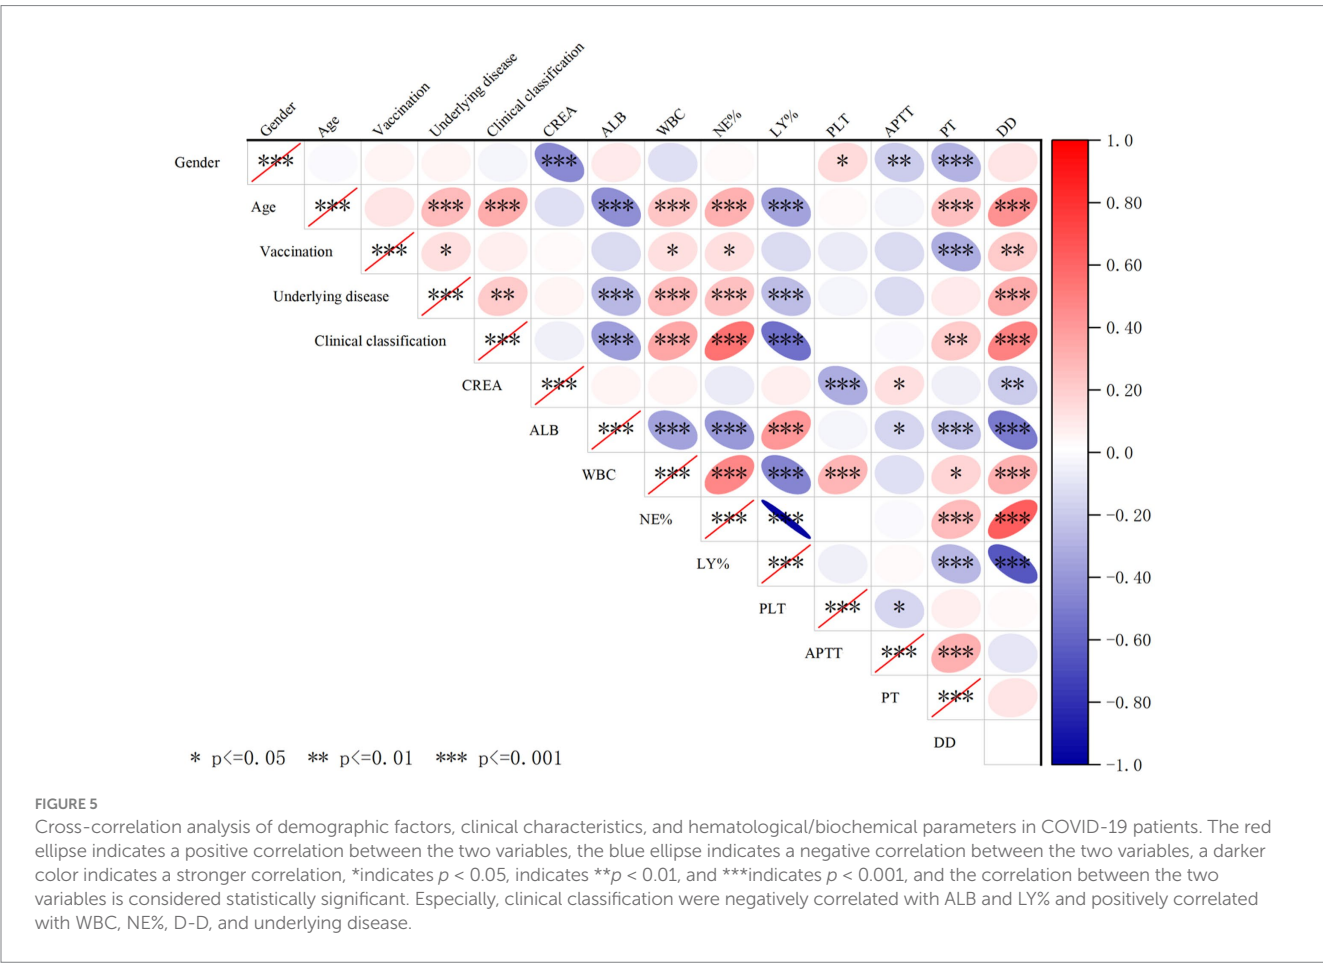 Gender Age Vaccination Underlying disease Clinical classification CREA ALB WBC NE% LY% PLT APTT PT DD
Gender *** *** * ** ***
Age *** *** *** *** *** *** *** *** ***
Vaccination *** * * * *** **
Underlying disease *** ** *** *** *** *** ***
Clinical classification *** *** *** *** *** ** ***
CREA *** *** * **
ALB *** *** *** *** * *** ***
WBC *** *** *** *** * ***
NE% *** *** *** ***
LY% *** *** ***
PLT *** *
APTT *** ***
PT ***
DD
1.0
0.80
0.60
0.40
0.20
0.0
-0.20
-0.40
-0.60
-0.80
-1.0
* p<=0.05 ** p<=0.01 *** p<=0.001
FIGURE 5
Cross-correlation analysis of demographic factors, clinical characteristics, and hematological/biochemical parameters in COVID-19 patients. The red
ellipse indicates a positive correlation between the two variables, the blue ellipse indicates a negative correlation between the two variables, a darker
color indicates a stronger correlation, *indicates p < 0.05, indicates **p < 0.01, and ***indicates p < 0.001, and the correlation between the two
variables is considered statistically significant. Especially, clinical classification were negatively correlated with ALB and LY% and positively correlated
with WBC, NE%, D-D, and underlying disease.